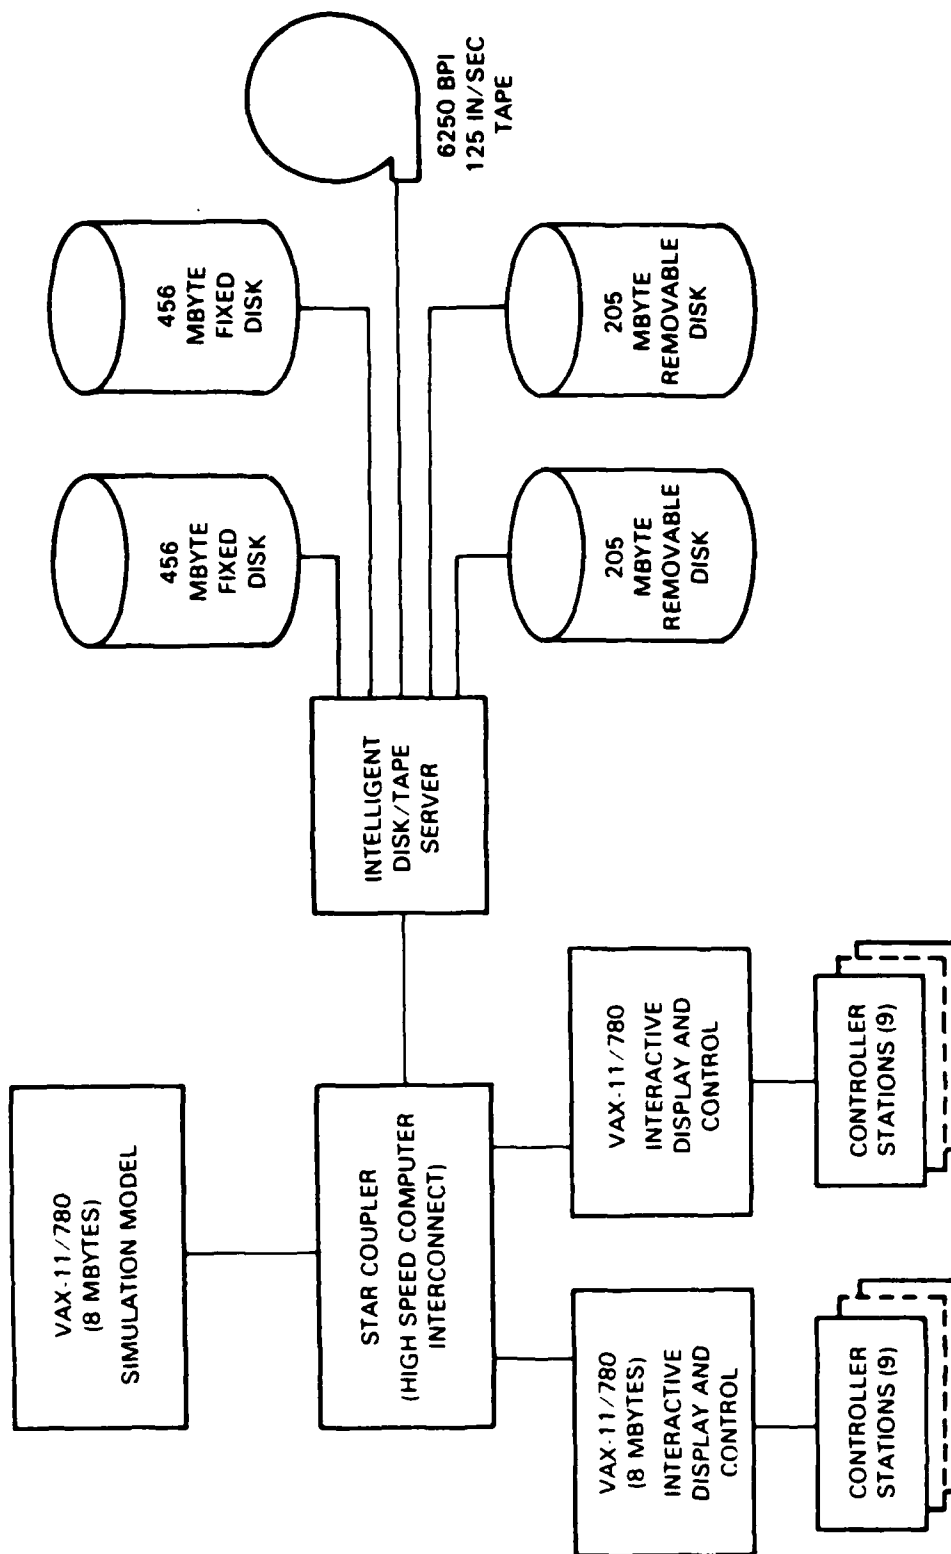 VAX-11/780
(8 MBYTES)
SIMULATION MODEL
STAR COUPLER
(HIGH SPEED COMPUTER
INTERCONNECT)
VAX-11/780
(8 MBYTES)
INTERACTIVE
DISPLAY AND
CONTROL
CONTROLLER
STATIONS (9)
VAX-11/780
INTERACTIVE
DISPLAY AND
CONTROL
CONTROLLER
STATIONS (9)
INTELLIGENT
DISK/TAPE
SERVER
456
MBYTE
FIXED
DISK
456
MBYTE
FIXED
DISK
6250 BPI
125 IN/SEC
TAPE
205
MBYTE
REMOVABLE
DISK
205
MBYTE
REMOVABLE
DISK